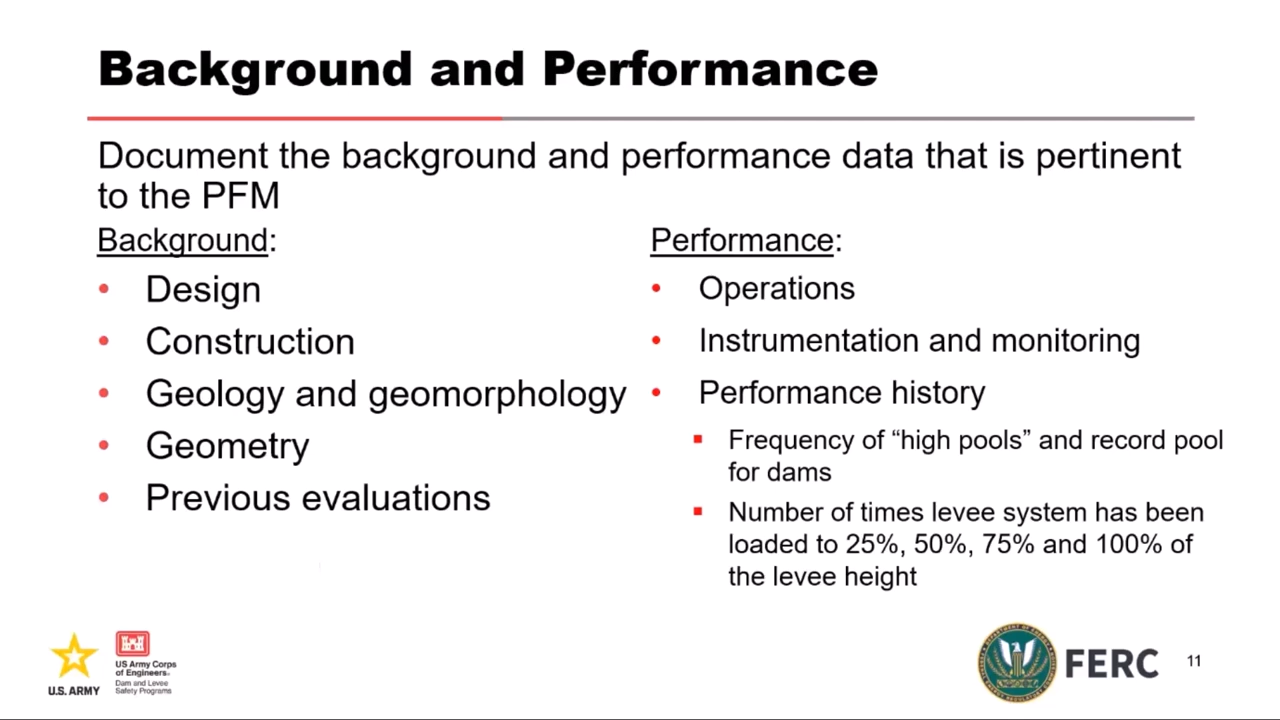 Background and Performance
Document the background and performance data that is pertinent
to the PFM
Background:
• Design
• Construction
• Geology and geomorphology
• Geometry
• Previous evaluations
Performance:
• Operations
• Instrumentation and monitoring
• Performance history
▪ Frequency of “high pools” and record pool
for dams
▪ Number of times levee system has been
loaded to 25%, 50%, 75% and 100% of
the levee height
U.S. ARMY
US Army Corps
of Engineers®
Dam and Levee
Safety Programs
FERC
11